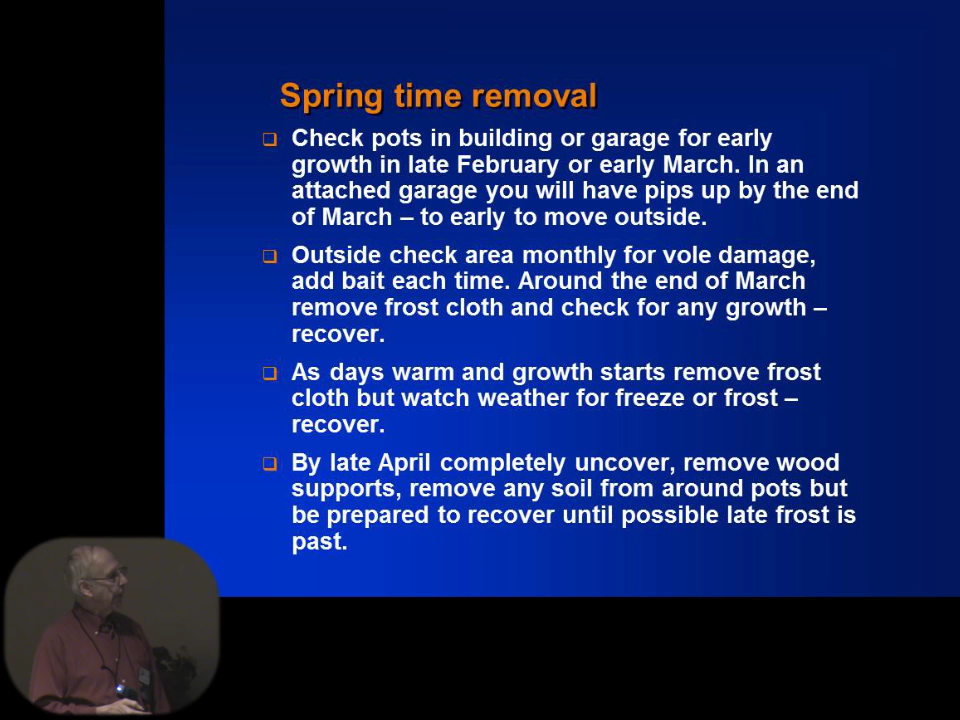 Spring time removal
Check pots in building or garage for early
growth in late February or early March. In an
attached garage you will have pips up by the end
of March – to early to move outside.
Outside check area monthly for vole damage,
add bait each time. Around the end of March
remove frost cloth and check for any growth –
recover.
As days warm and growth starts remove frost
cloth but watch weather for freeze or frost –
recover.
By late April completely uncover, remove wood
supports, remove any soil from around pots but
be prepared to recover until possible late frost is
past.